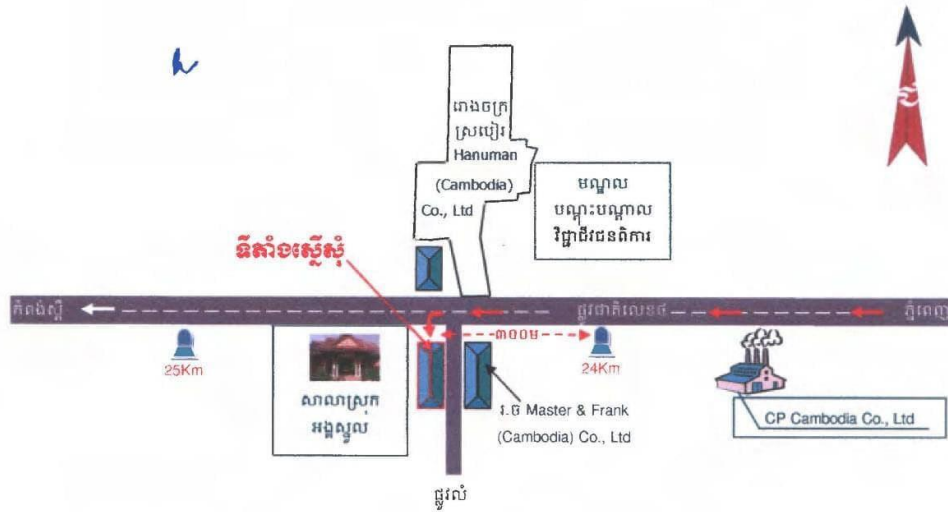 រោងចក្រ
ស្រាបៀរ
Hanuman
(Cambodia)
Co., Ltd
មណ្ឌល
បណ្តុះបណ្តាល
វិជ្ជាជីវជនពិការ
ទីតាំងស្នើសុំ
កំពង់ស្ពឺ
ផ្លូវជាតិលេខ៤
ភ្នំពេញ
៣០០ម
25Km
24Km
សាលាស្រុក
អង្គស្នួល
រ.ច Master & Frank
(Cambodia) Co., Ltd
CP Cambodia Co., Ltd
ផ្លូវលំ